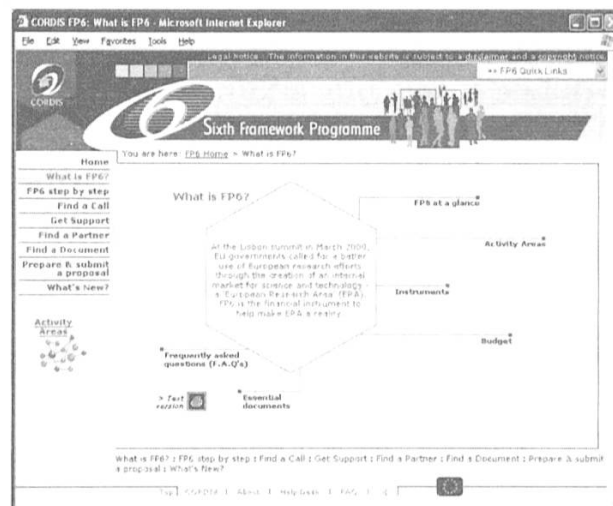 CORDIS FP6: What is FP6 - Microsoft Internet Explorer
File Edit View Favorites Tools Help
Legal Notice : The information in this website is subject to a disclaimer and a copyright notice.
FP6 Quick Links
CORDIS
Sixth Framework Programme
You are here: FP6 Home > What is FP6?
Home
What is FP6?
FP6 step by step
Find a Call
Get Support
Find a Partner
Find a Document
Prepare & submit
a proposal
What's New?
Activity
Areas
What is FP6?
At the Lisbon summit in March 2000,
EU governments called for a better
use of European research efforts
through the creation of an internal
market for science and technology
a 'European Research Area' (ERA).
FP6 is the financial instrument to
help make ERA a reality.
FP6 at a glance
Activity Areas
Instruments
Budget
Frequently asked
questions (F.A.Q's)
> Text
version
Essential
documents
What is FP6? : FP6 step by step : Find a Call : Get Support : Find a Partner : Find a Document : Prepare & submit
a proposal : What's New?
Top CORDIS About Help Desk FAQ